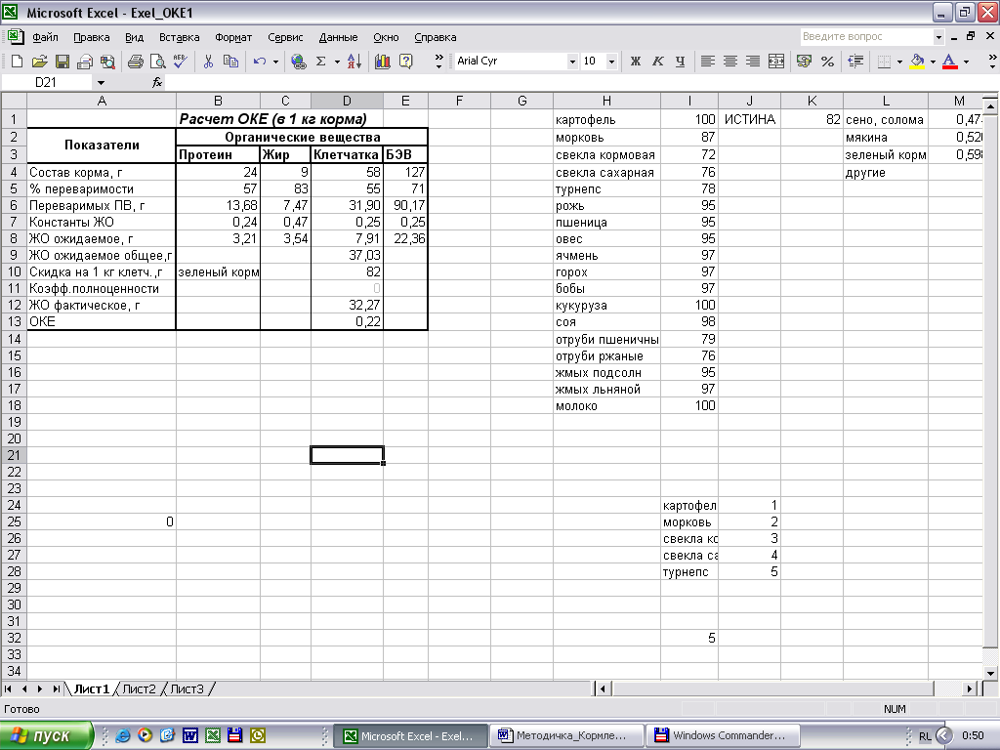 Microsoft Excel - Exel_OKE1
Файл Правка Вид Вставка Формат Сервис Данные Окно Справка Введите вопрос
Arial Cyr 10 Ж К Ч
D21 fx
A B C D E F G H I J K L M
1 Расчет ОКЕ (в 1 кг корма) картофель 100 ИСТИНА 82 сено, солома 0,47
2 Показатели Органические вещества морковь 87 мякина 0,52
3 Протеин Жир Клетчатка БЭВ свекла кормовая 72 зеленый корм 0,59
4 Состав корма, г 24 9 58 127 свекла сахарная 76 другие
5 % переваримости 57 83 55 71 турнепс 78
6 Переваримых ПВ, г 13,68 7,47 31,90 90,17 рожь 95
7 Константы ЖО 0,24 0,47 0,25 0,25 пшеница 95
8 ЖО ожидаемое, г 3,21 3,54 7,91 22,36 овес 95
9 ЖО ожидаемое общее,г 37,03 ячмень 97
10 Скидка на 1 кг клетч.,г зеленый корм 82 горох 97
11 Коэфф.полноценности 0 бобы 97
12 ЖО фактическое, г 32,27 кукуруза 100
13 ОКЕ 0,22 соя 98
14 отруби пшеничны 79
15 отруби ржаные 76
16 жмых подсолн 95
17 жмых льняной 97
18 молоко 100
19
20
21
22
23
24 картофел 1
25 0 морковь 2
26 свекла кс 3
27 свекла са 4
28 турнепс 5
29
30
31
32 5
33
34
Лист1 Лист2 Лист3
Готово NUM
пуск Microsoft Excel - Exel... Методичка_Кормле... Windows Commander... RL 0:50